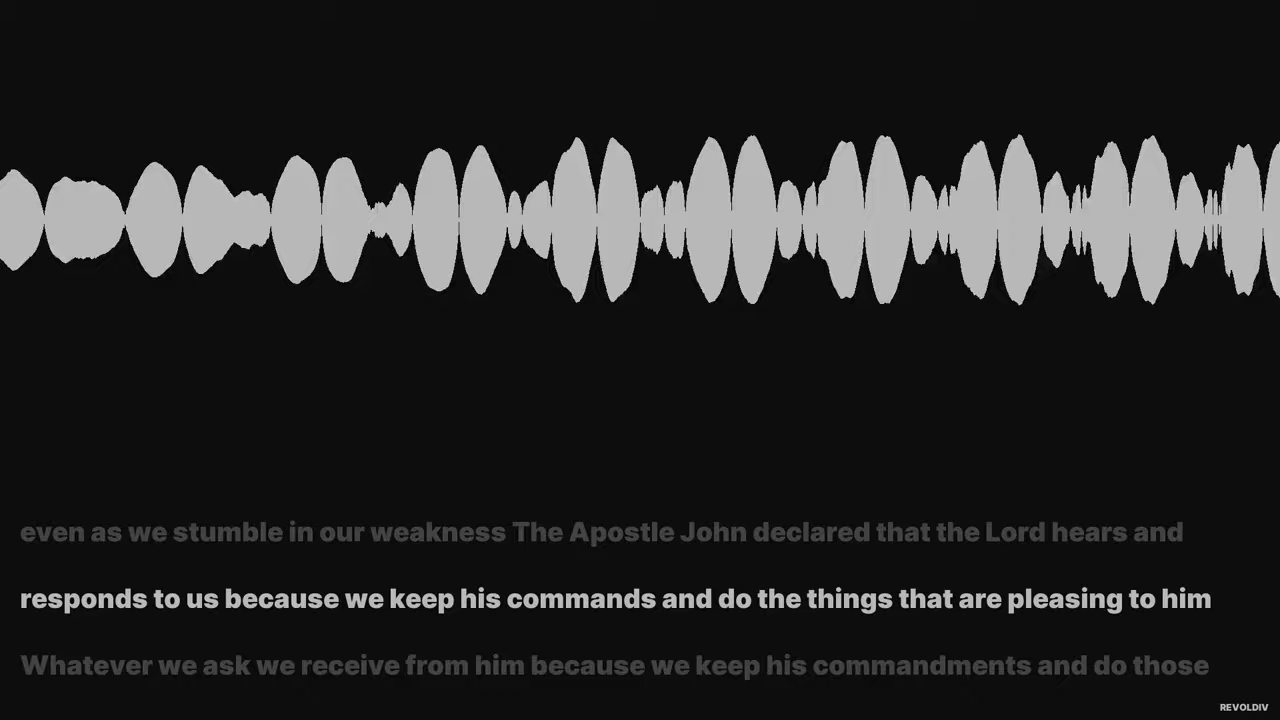 even as we stumble in our weakness The Apostle John declared that the Lord hears and
responds to us because we keep his commands and do the things that are pleasing to him
Whatever we ask we receive from him because we keep his commandments and do those
REVOLDIV